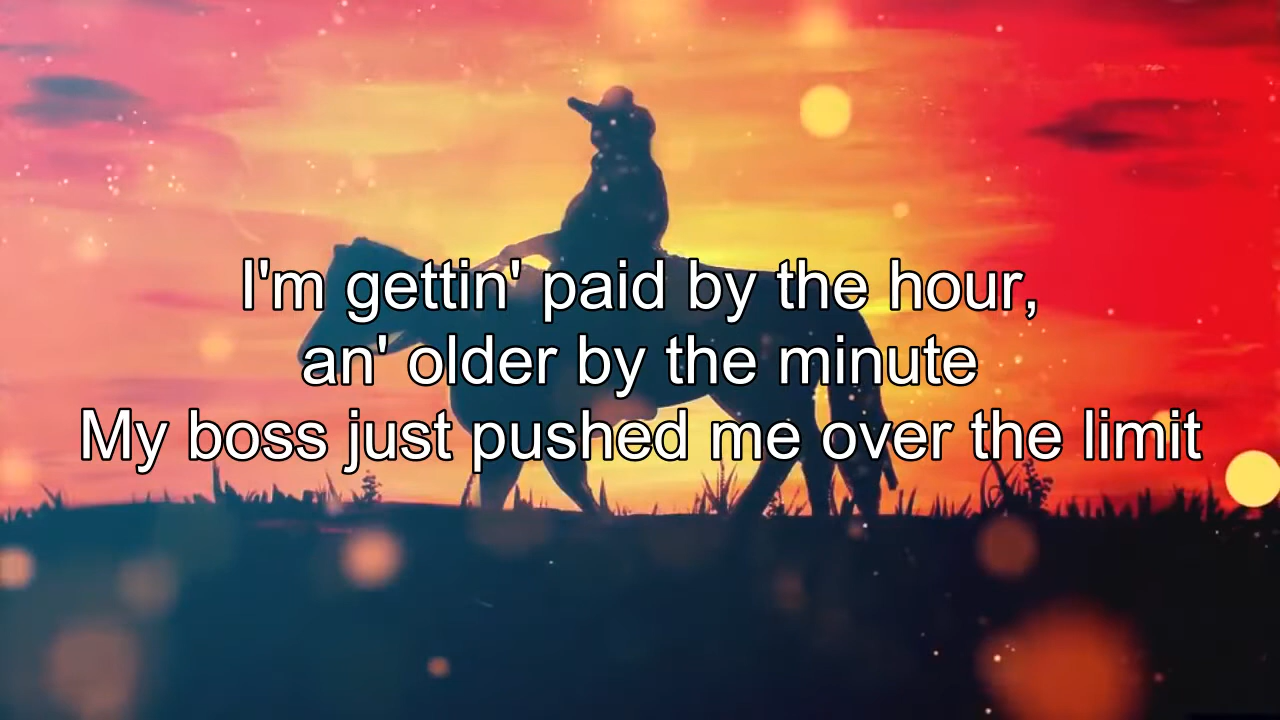 I'm gettin' paid by the hour,
an' older by the minute
My boss just pushed me over the limit